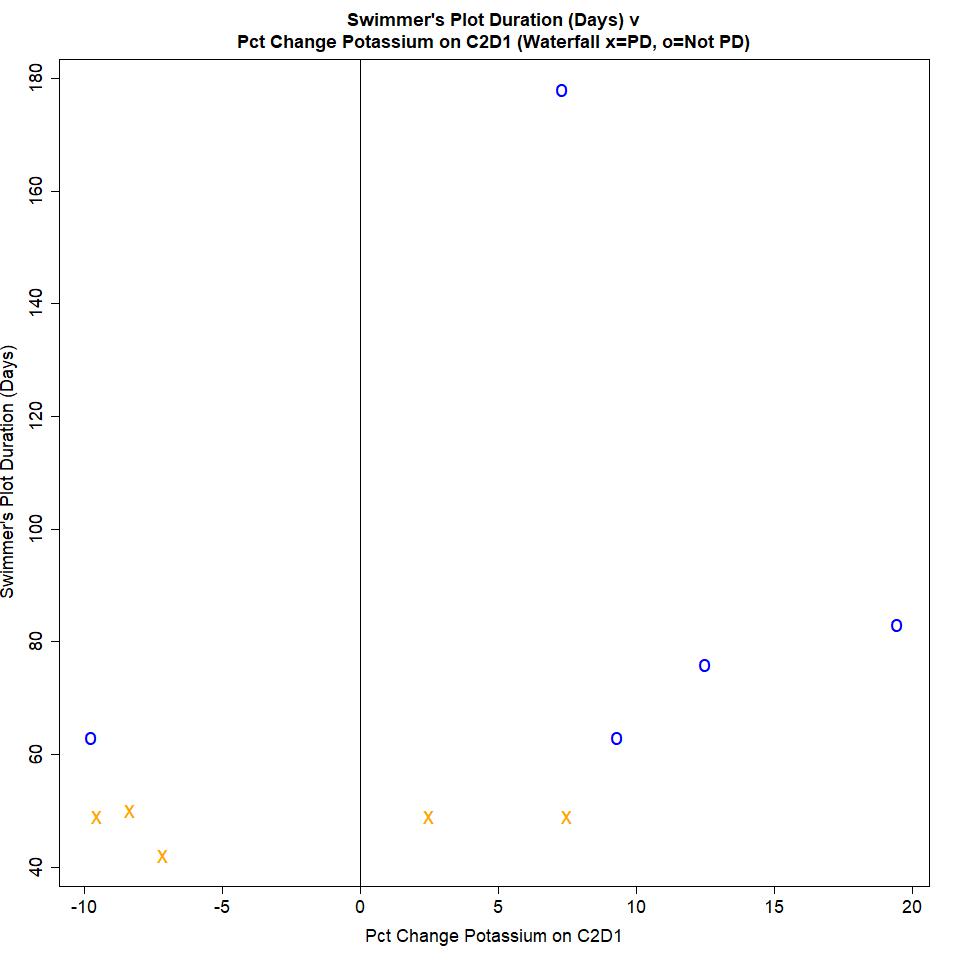 Swimmer's Plot Duration (Days) v
Pct Change Potassium on C2D1 (Waterfall x=PD, o=Not PD)
Swimmer's Plot Duration (Days)
180
160
140
120
100
80
60
40
O
O
O
O
O
X
X
X
X
X
-10
-5
0
5
10
15
20
Pct Change Potassium on C2D1